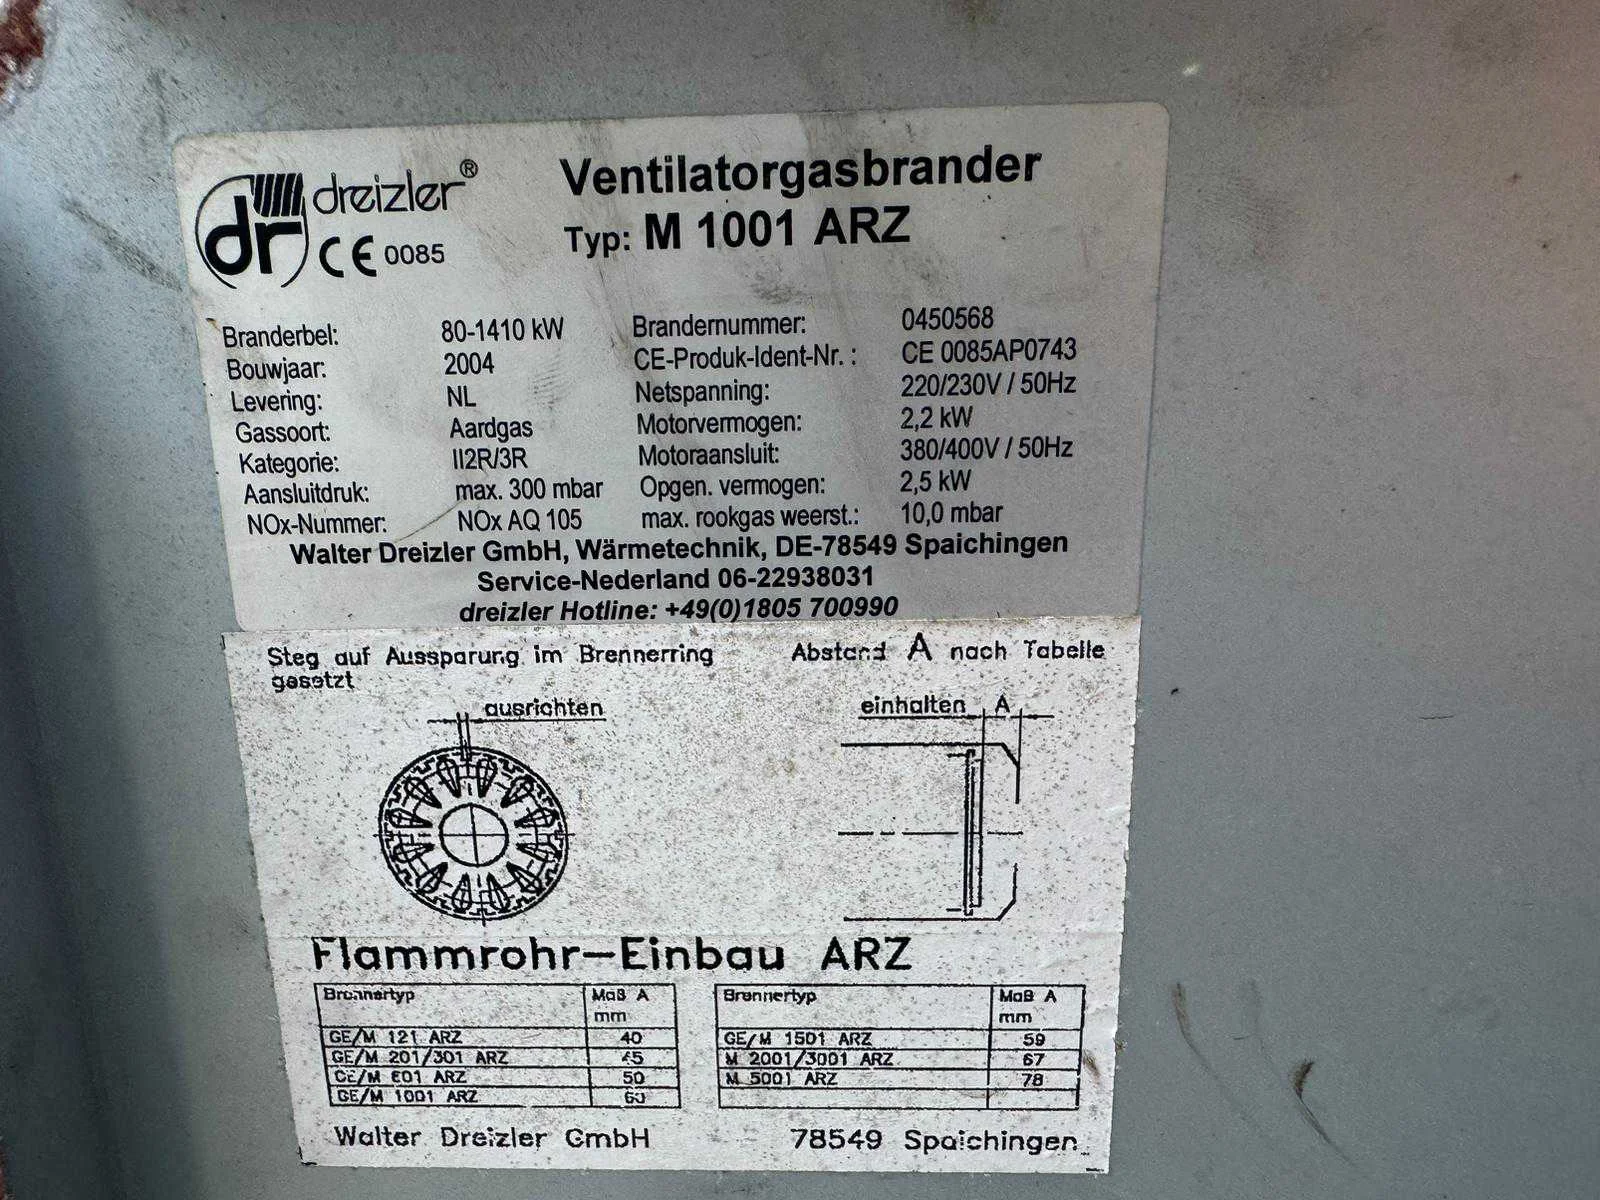 dreizler®
dr
CE 0085
Ventilatorgasbrander
Typ: M 1001 ARZ
Branderbel: 80-1410 kW Brandernummer: 0450568
Bouwjaar: 2004 CE-Produk-Ident-Nr. : CE 0085AP0743
Levering: NL Netspanning: 220/230V / 50Hz
Gassoort: Aardgas Motorvermogen: 2,2 kW
Kategorie: II2R/3R Motoraansluit: 380/400V / 50Hz
Aansluitdruk: max. 300 mbar Opgen. vermogen: 2,5 kW
NOx-Nummer: NOx AQ 105 max. rookgas weerst.: 10,0 mbar
Walter Dreizler GmbH, Wärmetechnik, DE-78549 Spaichingen
Service-Nederland 06-22938031
dreizler Hotline: +49(0)1805 700990
Steg auf Aussparung im Brennerring Abstand A nach Tabelle
gesetzt
ausrichten einhalten A
Flammrohr-Einbau ARZ
Brennertyp Maß A Brennertyp Maß A
mm mm
GE/M 121 ARZ 40 GE/M 1501 ARZ 59
GE/M 201/301 ARZ 45 M 2001/3001 ARZ 67
GE/M 601 ARZ 50 M 5001 ARZ 78
GE/M 1001 ARZ
Walter Dreizler GmbH 78549 Spaichingen